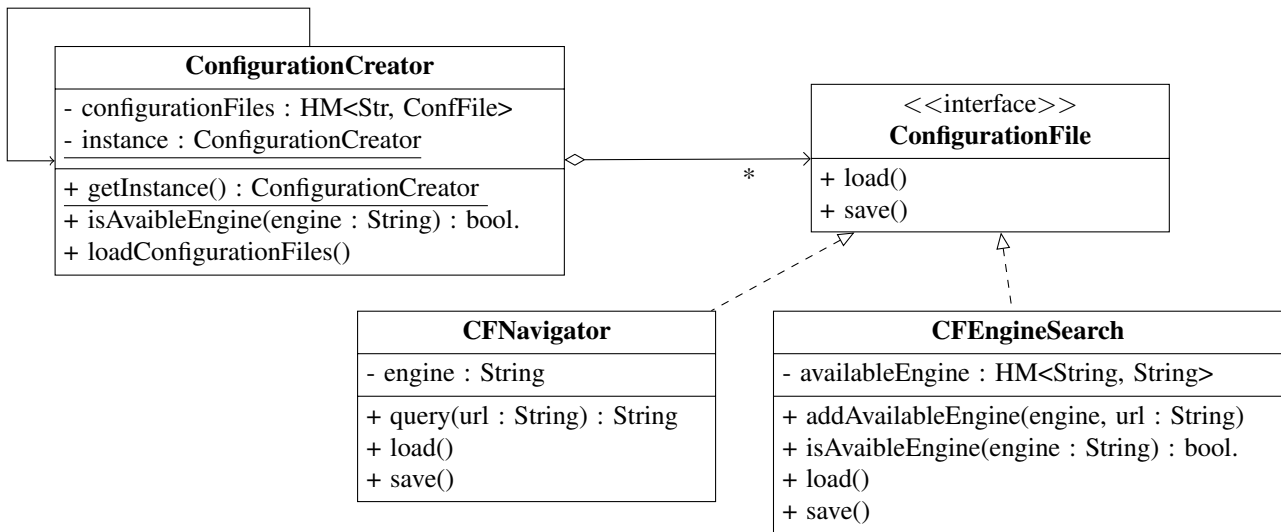 ConfigurationCreator
- configurationFiles : HM<Str, ConfFile>
- instance : ConfigurationCreator
+ getInstance() : ConfigurationCreator
+ isAvaibleEngine(engine : String) : bool.
+ loadConfigurationFiles()
*
<<interface>>
ConfigurationFile
+ load()
+ save()
CFNavigator
- engine : String
+ query(url : String) : String
+ load()
+ save()
CFEngineSearch
- availableEngine : HM<String, String>
+ addAvailableEngine(engine, url : String)
+ isAvaibleEngine(engine : String) : bool.
+ load()
+ save()